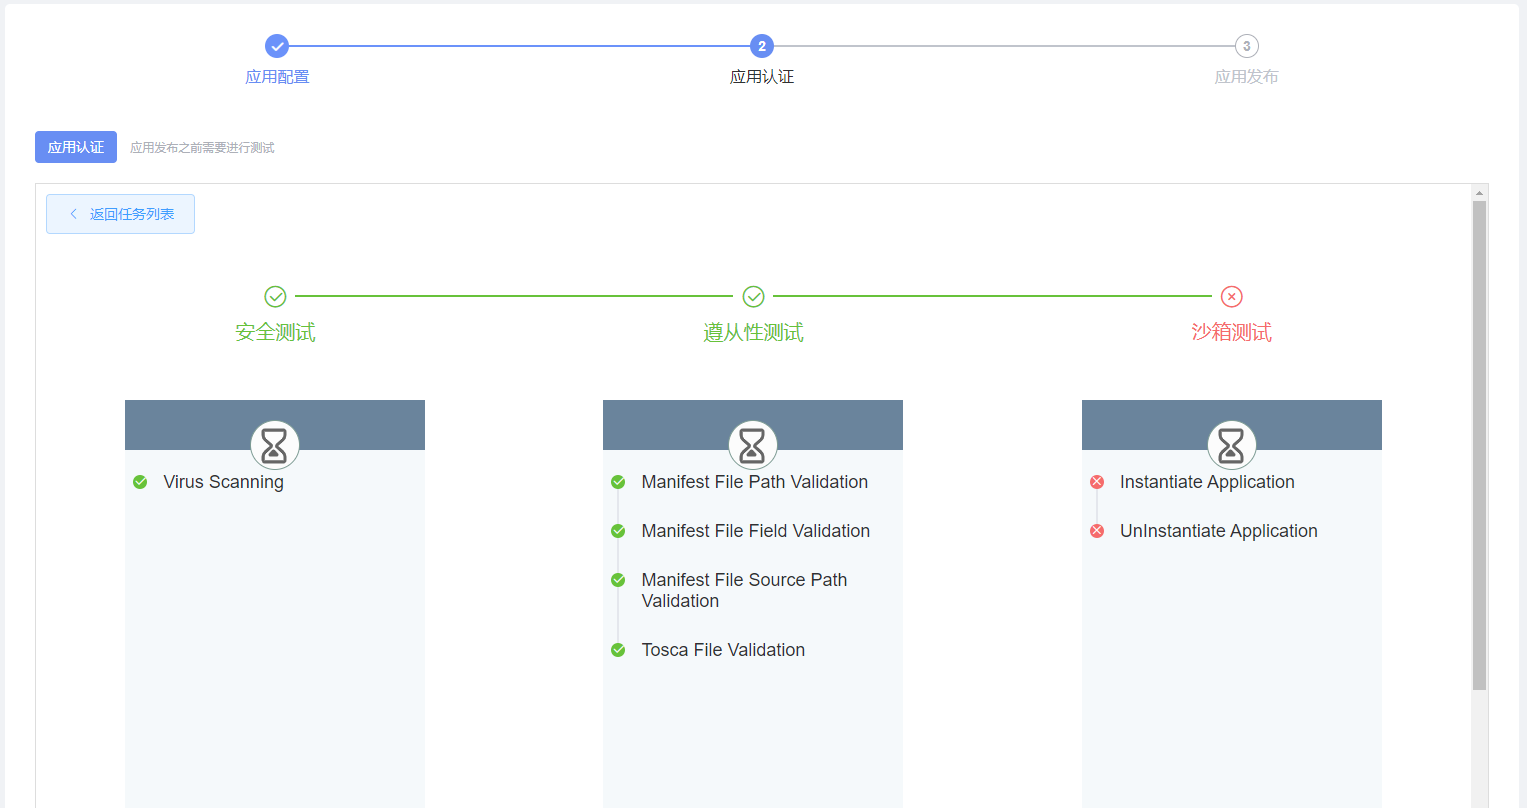 2
3
应用配置
应用认证
应用发布
应用认证
应用发布之前需要进行测试
返回任务列表
安全测试
遵从性测试
沙箱测试
Virus Scanning
Manifest File Path Validation
Manifest File Field Validation
Manifest File Source Path
Validation
Tosca File Validation
Instantiate Application
UnInstantiate Application